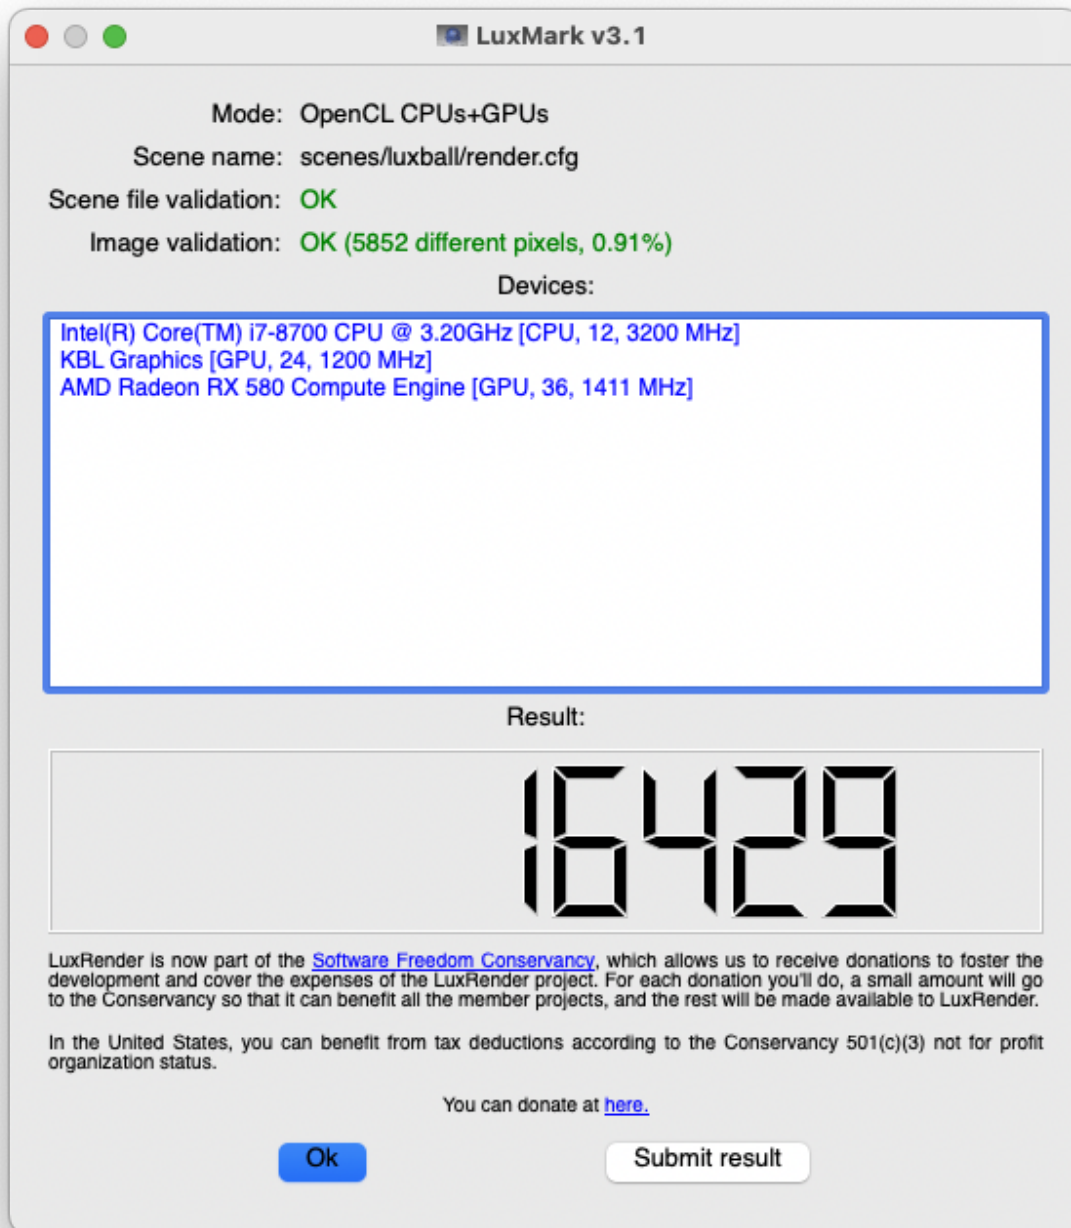 LuxMark v3.1
Mode: OpenCL CPUs+GPUs
Scene name: scenes/luxball/render.cfg
Scene file validation: OK
Image validation: OK (5852 different pixels, 0.91%)
Devices:
Intel(R) Core(TM) i7-8700 CPU @ 3.20GHz [CPU, 12, 3200 MHz]
KBL Graphics [GPU, 24, 1200 MHz]
AMD Radeon RX 580 Compute Engine [GPU, 36, 1411 MHz]
Result:
16429
LuxRender is now part of the Software Freedom Conservancy, which allows us to receive donations to foster the
development and cover the expenses of the LuxRender project. For each donation you'll do, a small amount will go
to the Conservancy so that it can benefit all the member projects, and the rest will be made available to LuxRender.
In the United States, you can benefit from tax deductions according to the Conservancy 501(c)(3) not for profit
organization status.
You can donate at here.
Ok Submit result